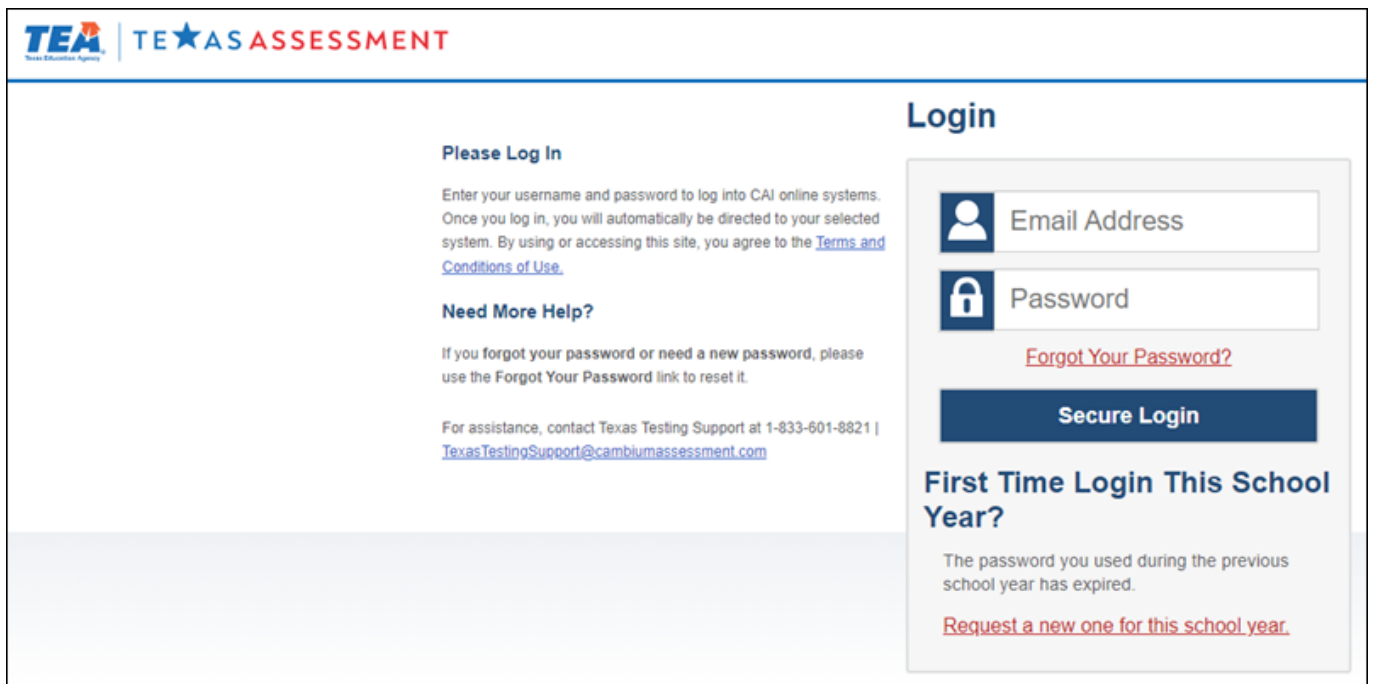 TEA
Texas Education Agency
TEXAS ASSESSMENT
Please Log In
Enter your username and password to log into CAI online systems.
Once you log in, you will automatically be directed to your selected
system. By using or accessing this site, you agree to the Terms and
Conditions of Use.
Need More Help?
If you forgot your password or need a new password, please
use the Forgot Your Password link to reset it.
For assistance, contact Texas Testing Support at 1-833-601-8821 |
TexasTestingSupport@cambiumassessment.com
Login
Email Address
Password
Forgot Your Password?
Secure Login
First Time Login This School
Year?
The password you used during the previous
school year has expired.
Request a new one for this school year.